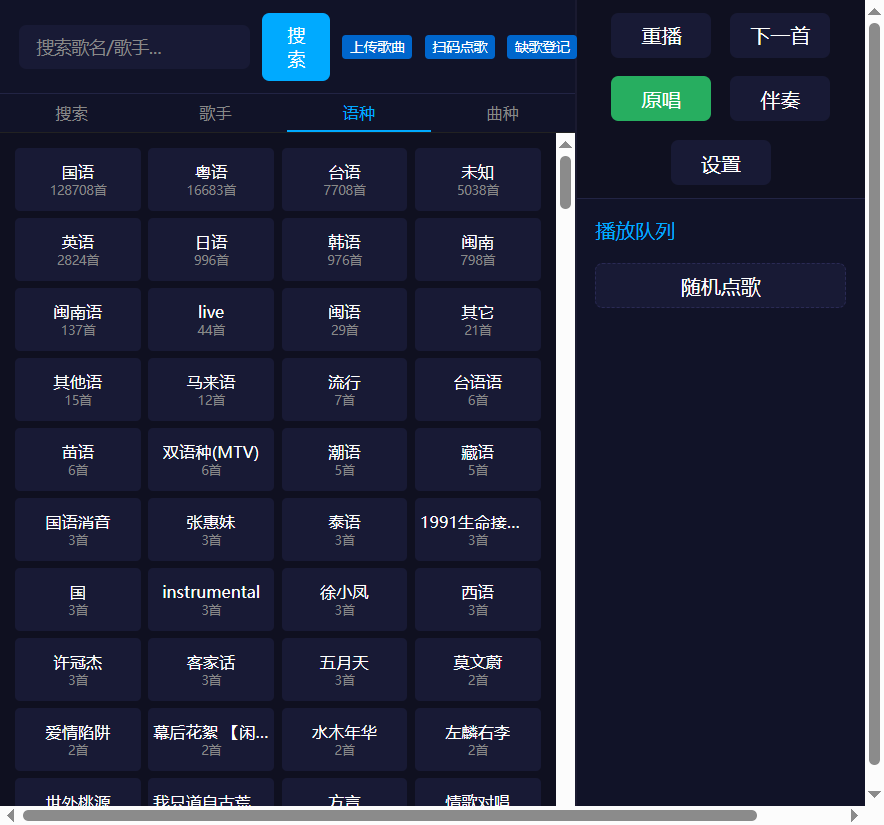 搜索歌名/歌手...
搜
索
上传歌曲
扫码点歌
缺歌登记
重播
下一首
原唱
伴奏
设置
搜索
歌手
语种
曲种
播放队列
随机点歌
国语
128708首
粤语
16683首
台语
7708首
未知
5038首
英语
2824首
日语
996首
韩语
976首
闽南
798首
闽南语
137首
live
44首
闽语
29首
其它
21首
其他语
15首
马来语
12首
流行
7首
台语语
6首
苗语
6首
双语种(MTV)
6首
潮语
5首
藏语
5首
国语消音
3首
张惠妹
3首
泰语
3首
1991生命接...
3首
国
3首
instrumental
3首
徐小凤
3首
西语
3首
许冠杰
3首
客家话
3首
五月天
3首
莫文蔚
2首
爱情陷阱
2首
幕后花絮 【闲...
2首
水木年华
2首
左麟右李
2首
世外桃源
我只道自古荒...
方言
情歌对唱